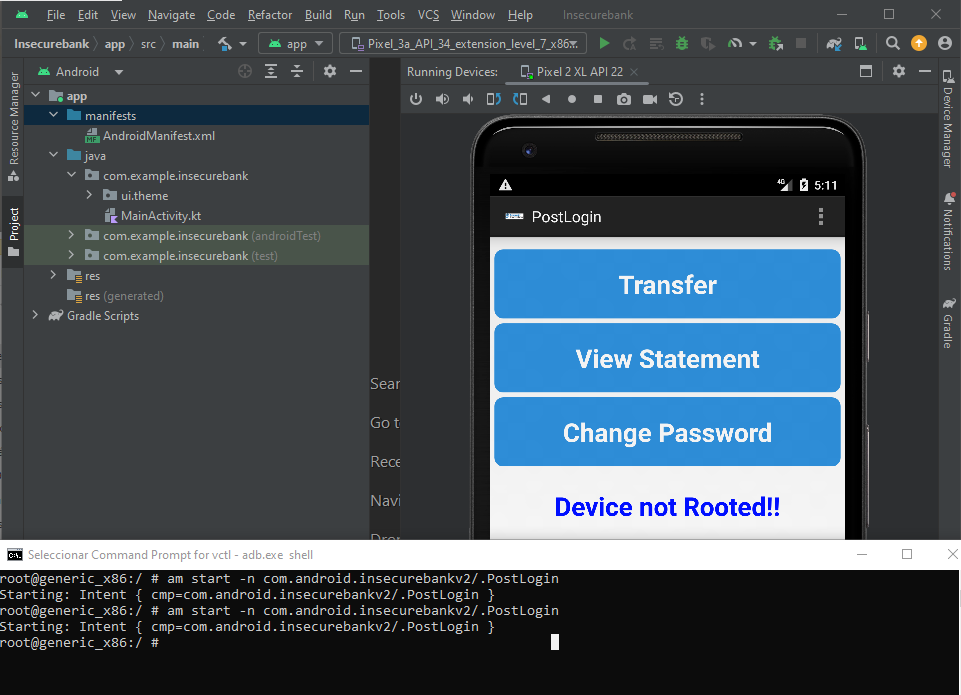 File Edit View Navigate Code Refactor Build Run Tools VCS Window Help Insecurebank
Insecurebank app src main app Pixel_3a_API_34_extension_level_7_x86
Android
Running Devices: Pixel 2 XL API 22
Resource Manager
Project
app
manifests
AndroidManifest.xml
java
com.example.insecurebank
ui.theme
MainActivity.kt
com.example.insecurebank (androidTest)
com.example.insecurebank (test)
res
res (generated)
Gradle Scripts
Sear
Go t
Rece
Navi
4G 5:11
PostLogin
Transfer
View Statement
Change Password
Device not Rooted!!
Device Manager
Notifications
Gradle
Seleccionar Command Prompt for vctl - adb.exe shell
root@generic_x86:/ # am start -n com.android.insecurebankv2/.PostLogin
Starting: Intent { cmp=com.android.insecurebankv2/.PostLogin }
root@generic_x86:/ # am start -n com.android.insecurebankv2/.PostLogin
Starting: Intent { cmp=com.android.insecurebankv2/.PostLogin }
root@generic_x86:/ #